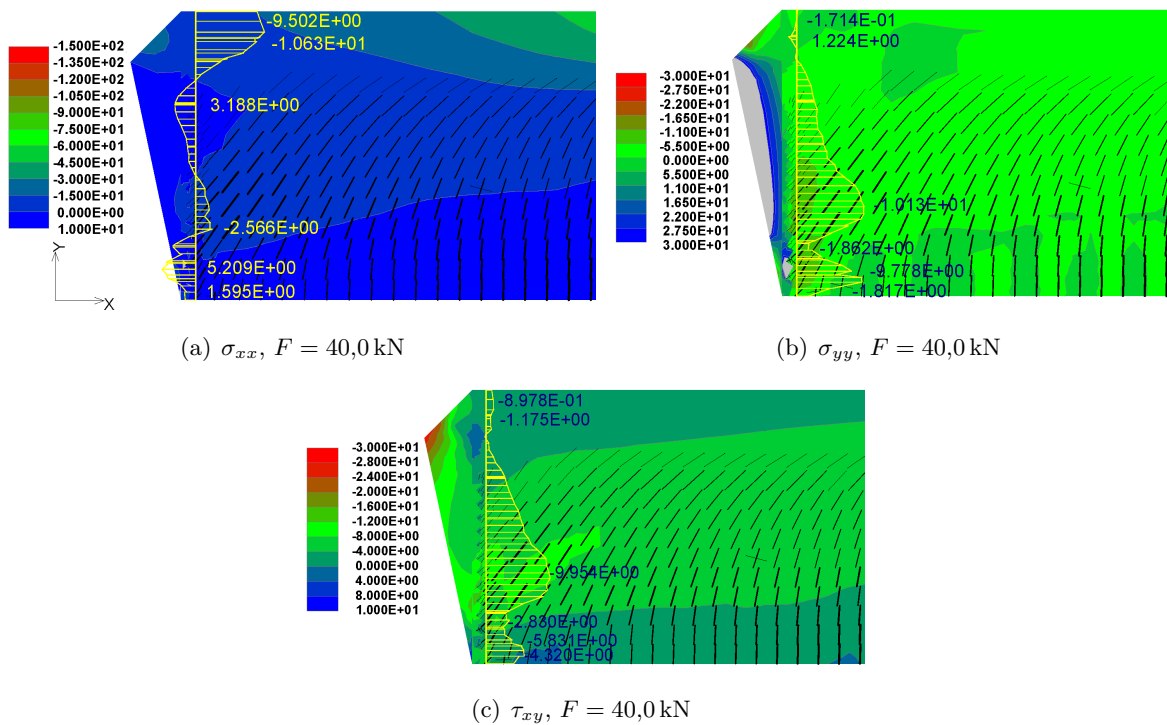 -9.502E+00
-1.063E+01
-1.500E+02
-1.350E+02
-1.200E+02
-1.050E+02
-9.000E+01
-7.500E+01
-6.000E+01
-4.500E+01
-3.000E+01
-1.500E+01
0.000E+00
1.000E+01
3.188E+00
-2.566E+00
5.209E+00
1.595E+00
Y
X
(a) σxx, F = 40,0 kN
-1.714E-01
1.224E+00
-3.000E+01
-2.750E+01
-2.200E+01
-1.650E+01
-1.100E+01
-5.500E+00
0.000E+00
5.500E+00
1.100E+01
1.650E+01
2.200E+01
2.750E+01
3.000E+01
-1.013E+01
-1.862E+00
-9.778E+00
-1.817E+00
(b) σyy, F = 40,0 kN
-8.978E-01
-1.175E+00
-3.000E+01
-2.800E+01
-2.400E+01
-2.000E+01
-1.600E+01
-1.200E+01
-8.000E+00
-4.000E+00
0.000E+00
4.000E+00
8.000E+00
1.000E+01
-9.954E+00
-2.830E+00
-5.831E+00
-4.320E+00
(c) τxy, F = 40,0 kN